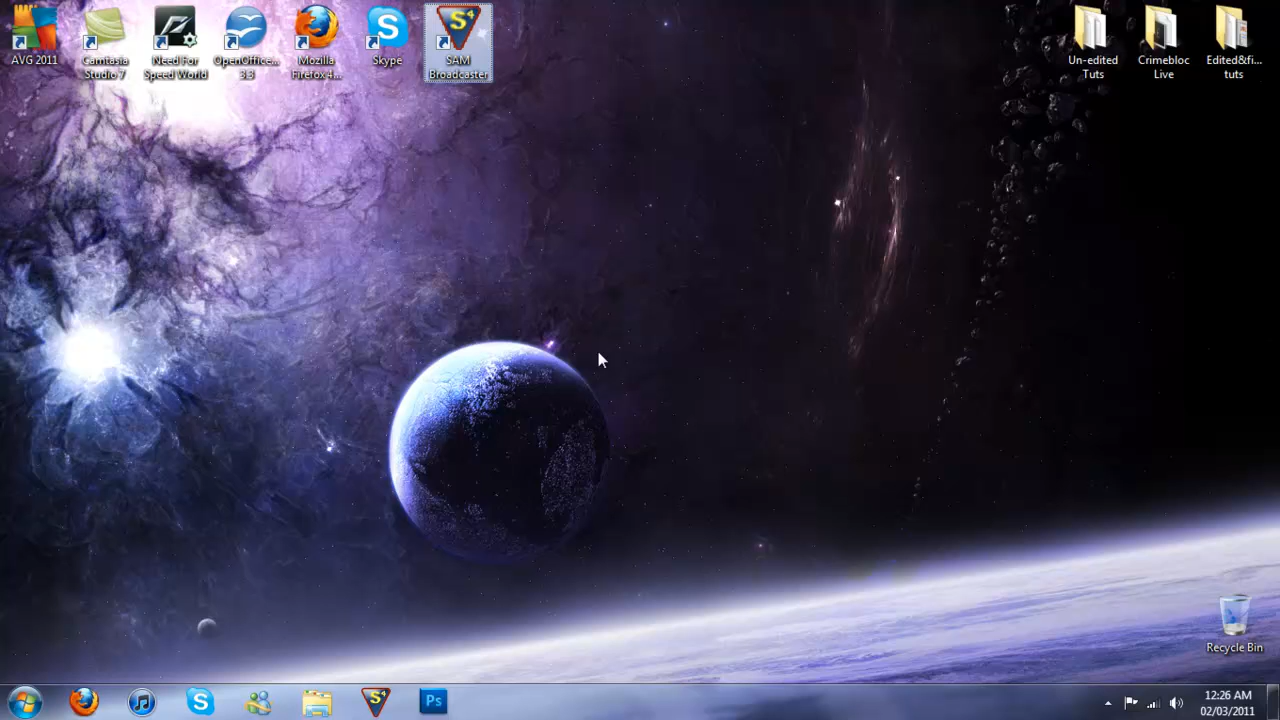 AVG 2011
Camtasia
Studio 7
Need For
Speed World
OpenOffice...
3.3
Mozilla
Firefox 4...
Skype
SAM
Broadcaster
Un-edited
Tuts
Crimebloc
Live
Edited&fi...
tuts
Recycle Bin
Ps
12:26 AM
02/03/2011